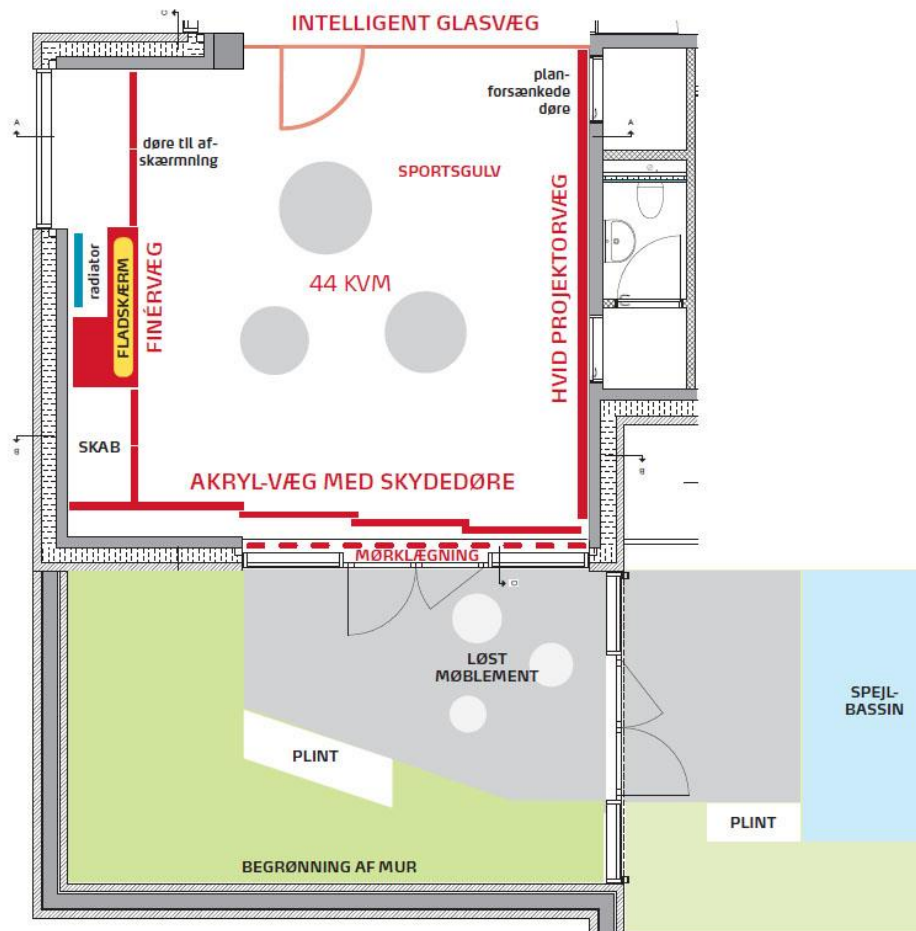 INTELLIGENT GLASVÆG
plan-
forsænkede
døre
A
A
døre til af-
skærmning
SPORTSGULV
radiator
FLADSKÆRM
FINÉRVÆG
44 KVM
HVID PROJEKTORVÆG
SKAB
B
B
AKRYL-VÆG MED SKYDEDØRE
MØRKLÆGNING
LØST
MØBLEMENT
SPEJL-
BASSIN
PLINT
PLINT
BEGRØNNING AF MUR